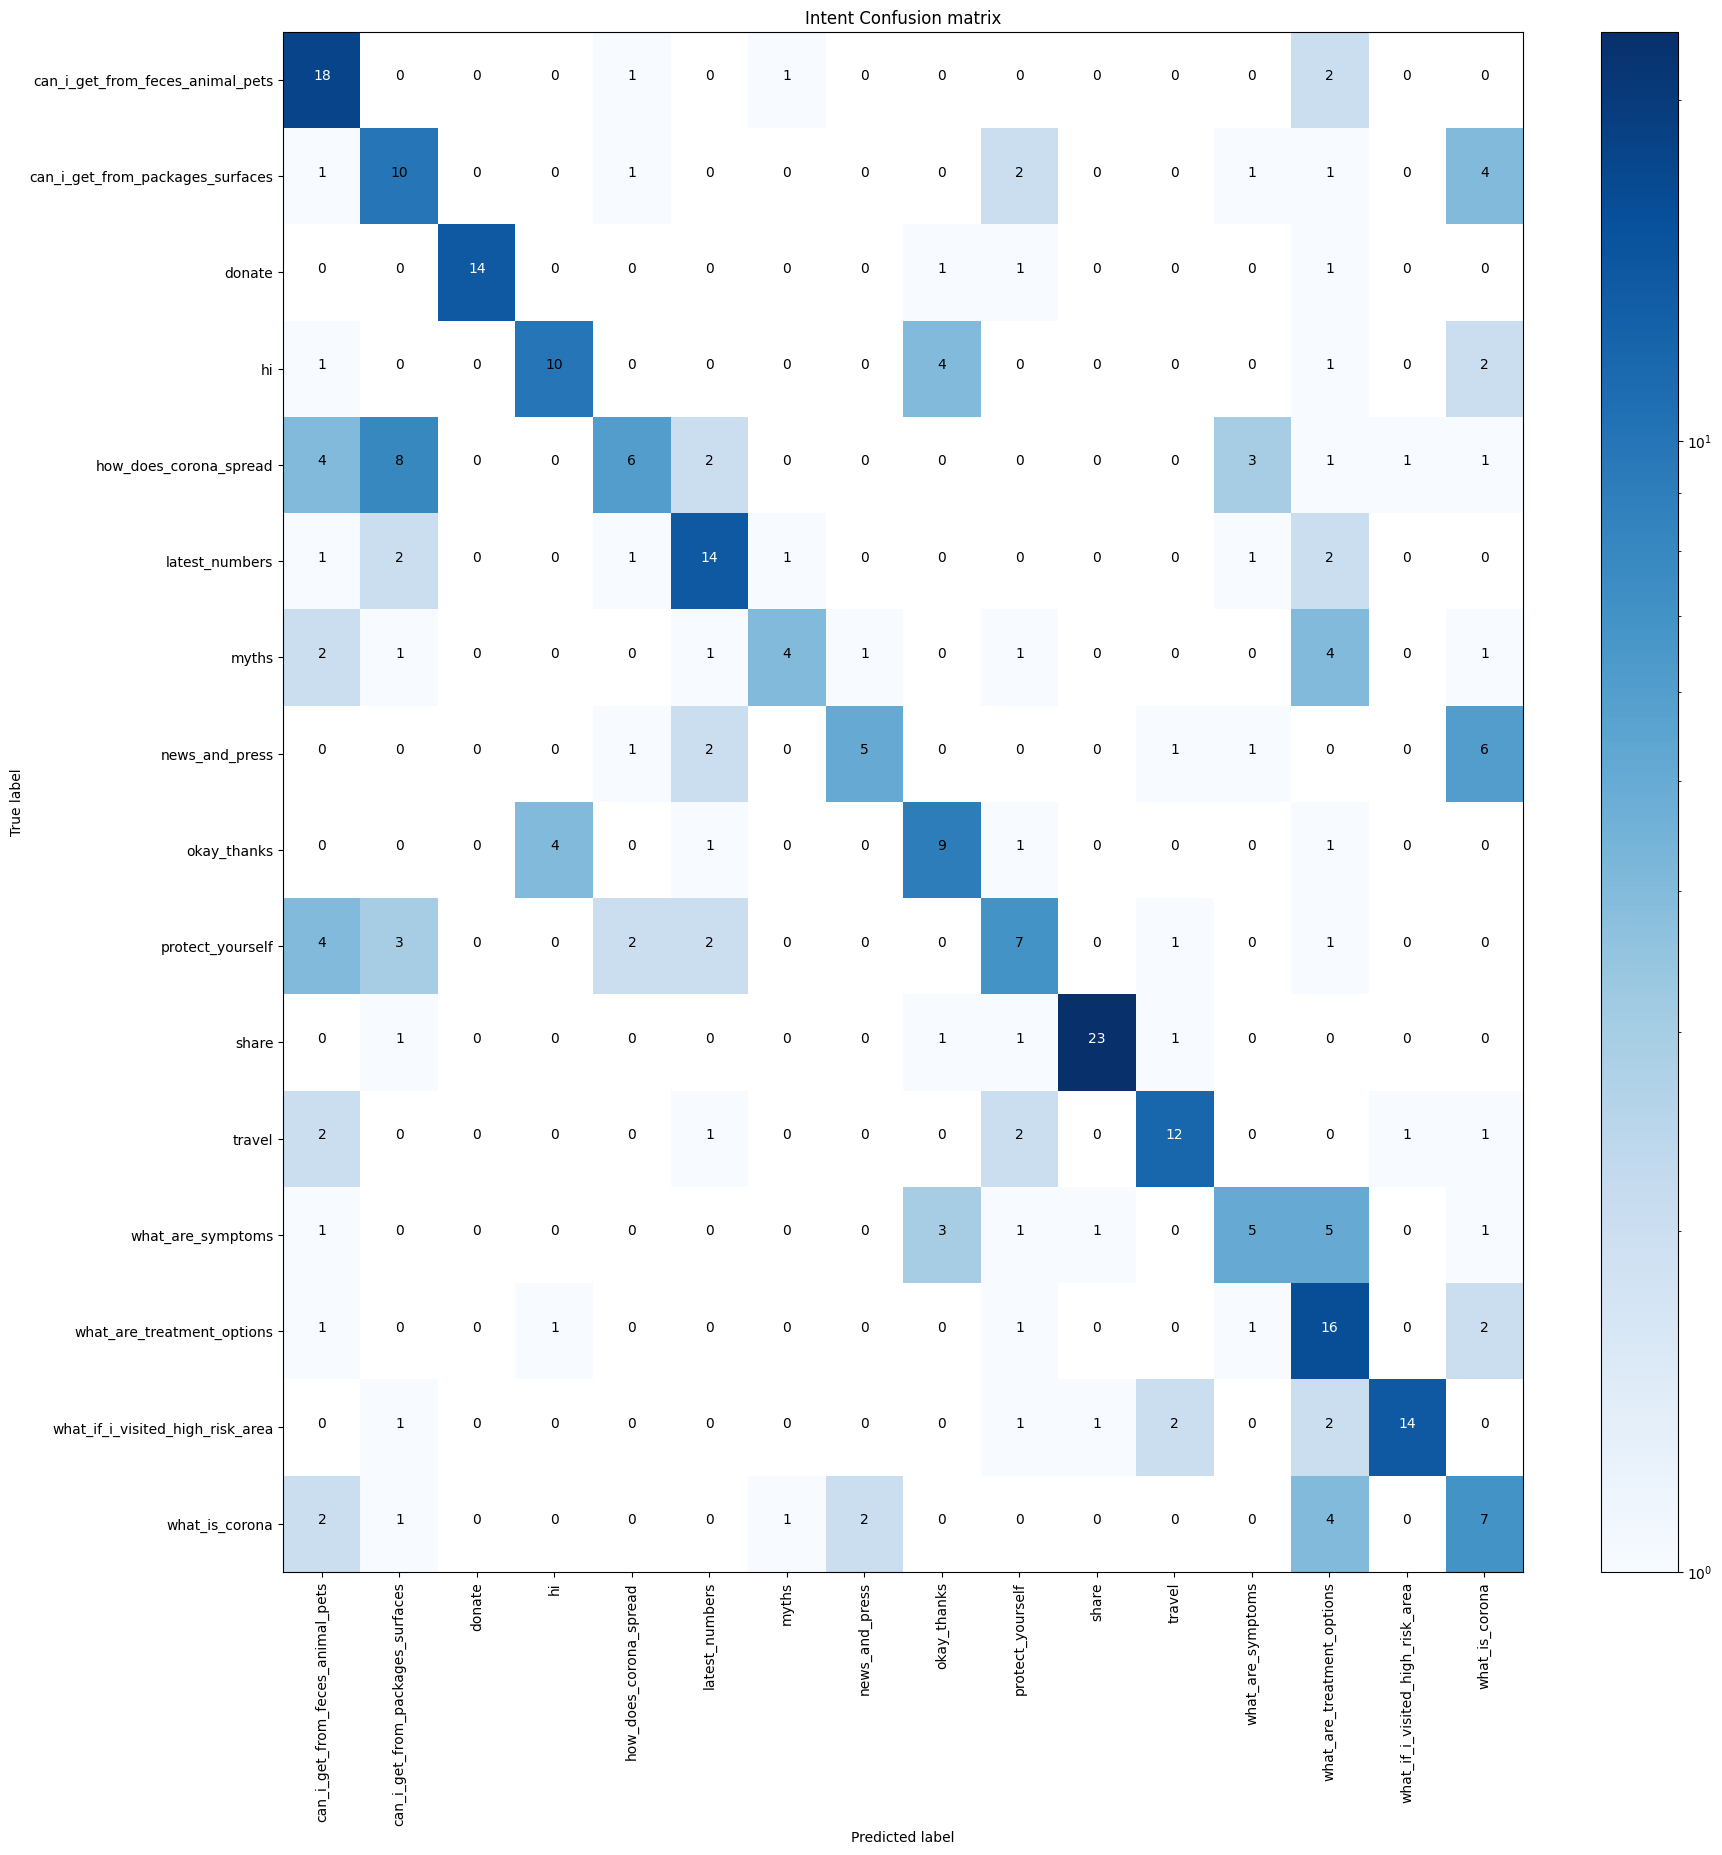 Intent Confusion matrix
can_i_get_from_feces_animal_pets 18 0 0 0 1 0 1 0 0 0 0 0 0 2 0 0
can_i_get_from_packages_surfaces 1 10 0 0 1 0 0 0 0 2 0 0 1 1 0 4
donate 0 0 14 0 0 0 0 0 1 1 0 0 0 1 0 0
hi 1 0 0 10 0 0 0 0 4 0 0 0 0 1 0 2
how_does_corona_spread 4 8 0 0 6 2 0 0 0 0 0 0 3 1 1 1
latest_numbers 1 2 0 0 1 14 1 0 0 0 0 0 1 2 0 0
myths 2 1 0 0 0 1 4 1 0 1 0 0 0 4 0 1
news_and_press 0 0 0 0 1 2 0 5 0 0 0 1 1 0 0 6
okay_thanks 0 0 0 4 0 1 0 0 9 1 0 0 0 1 0 0
protect_yourself 4 3 0 0 2 2 0 0 0 7 0 1 0 1 0 0
share 0 1 0 0 0 0 0 0 1 1 23 1 0 0 0 0
travel 2 0 0 0 0 1 0 0 0 2 0 12 0 0 1 1
what_are_symptoms 1 0 0 0 0 0 0 0 3 1 1 0 5 5 0 1
what_are_treatment_options 1 0 0 1 0 0 0 0 0 1 0 0 1 16 0 2
what_if_i_visited_high_risk_area 0 1 0 0 0 0 0 0 0 1 1 2 0 2 14 0
what_is_corona 2 1 0 0 0 0 1 2 0 0 0 0 0 4 0 7
True label
can_i_get_from_feces_animal_pets
can_i_get_from_packages_surfaces
donate
hi
how_does_corona_spread
latest_numbers
myths
news_and_press
okay_thanks
protect_yourself
share
travel
what_are_symptoms
what_are_treatment_options
what_if_i_visited_high_risk_area
what_is_corona
Predicted label
10¹
10⁰